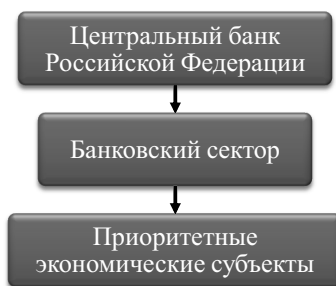 Центральный банк
Российской Федерации
Банковский сектор
Приоритетные
экономические субъекты